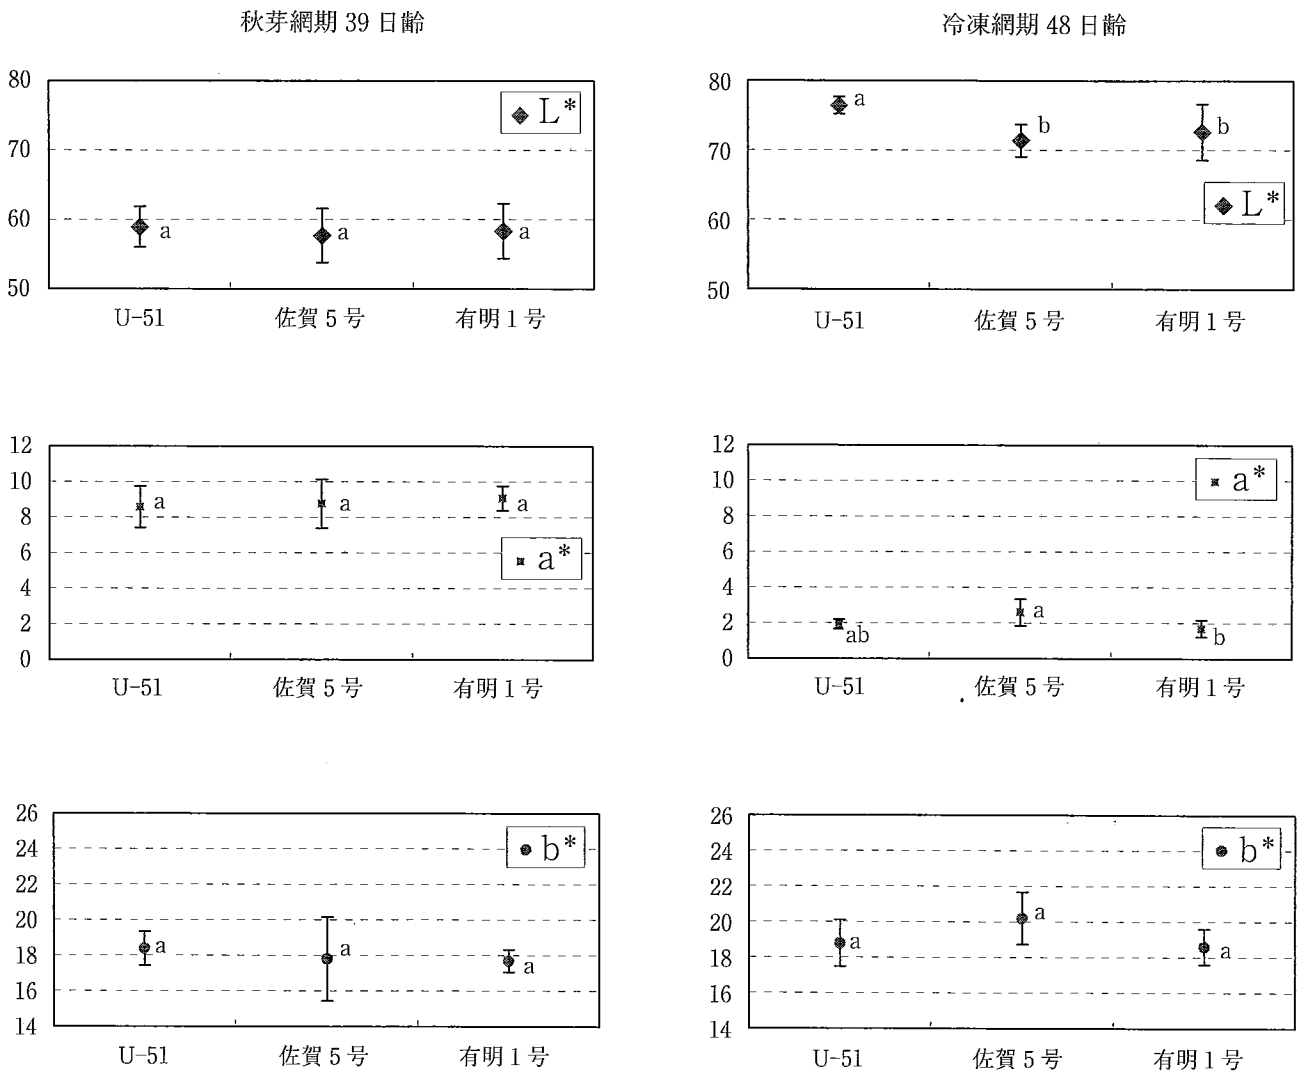 秋芽網期 39 日齢
冷凍網期 48 日齢
80
70
60
50
L*
a
a
a
U-51
佐賀 5 号
有明 1 号
80
70
60
50
a
b
b
L*
U-51
佐賀 5 号
有明 1 号
12
10
8
6
4
2
0
a
a
a
a*
U-51
佐賀 5 号
有明 1 号
12
10
8
6
4
2
0
a*
ab
a
b
U-51
佐賀 5 号
有明 1 号
26
24
22
20
18
16
14
b*
a
a
a
U-51
佐賀 5 号
有明 1 号
26
24
22
20
18
16
14
b*
a
a
a
U-51
佐賀 5 号
有明 1 号